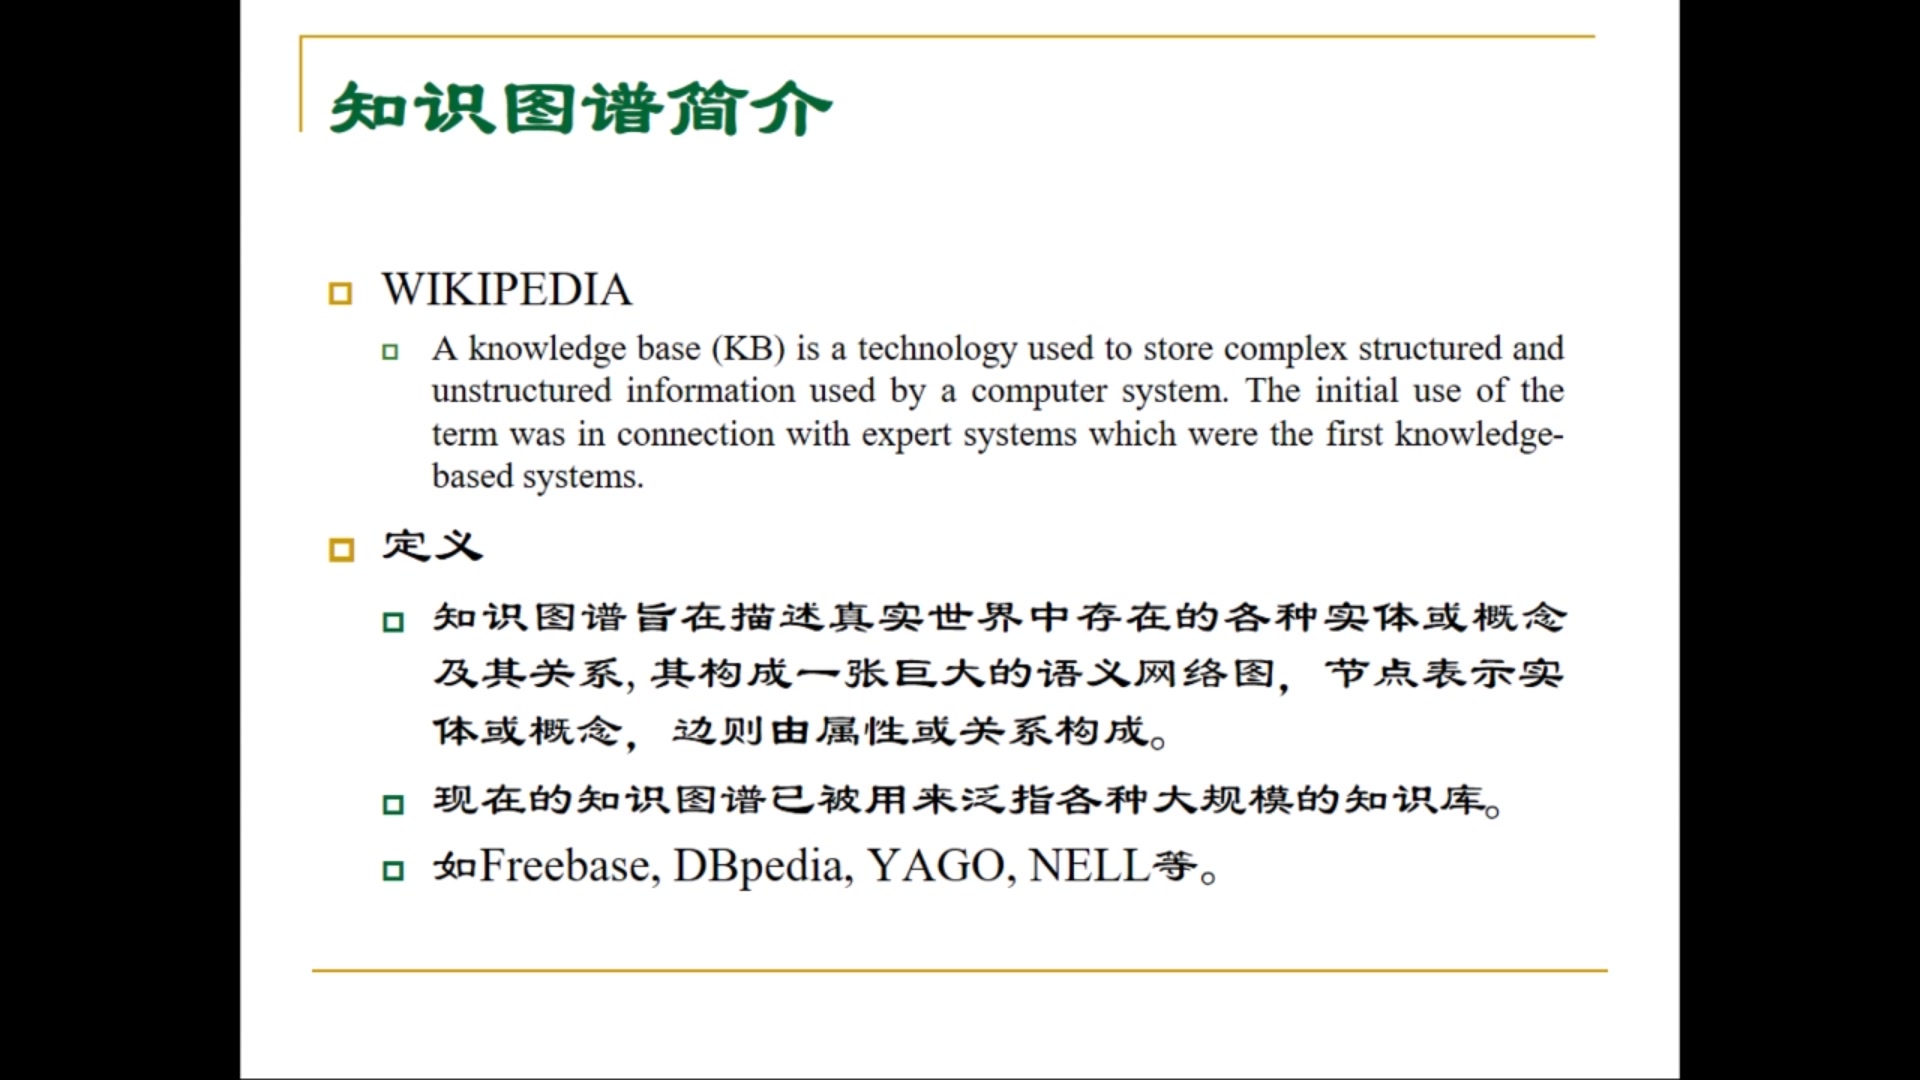 知识图谱简介
WIKIPEDIA
A knowledge base (KB) is a technology used to store complex structured and
unstructured information used by a computer system. The initial use of the
term was in connection with expert systems which were the first knowledge-
based systems.
定义
知识图谱旨在描述真实世界中存在的各种实体或概念
及其关系, 其构成一张巨大的语义网络图，节点表示实
体或概念，边则由属性或关系构成。
现在的知识图谱已被用来泛指各种大规模的知识库。
如Freebase, DBpedia, YAGO, NELL等。